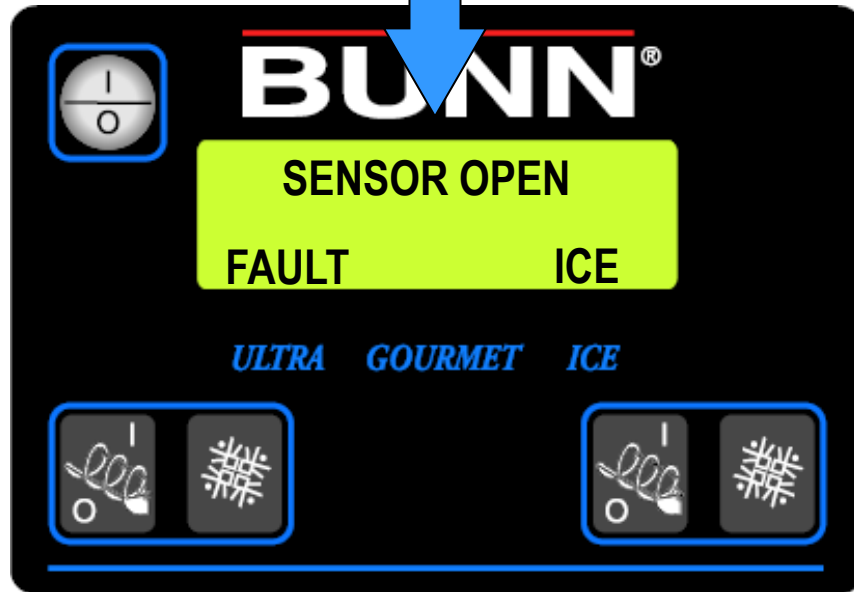 I
O
BUNN®
SENSOR OPEN
FAULT ICE
ULTRA GOURMET ICE
I I
O O